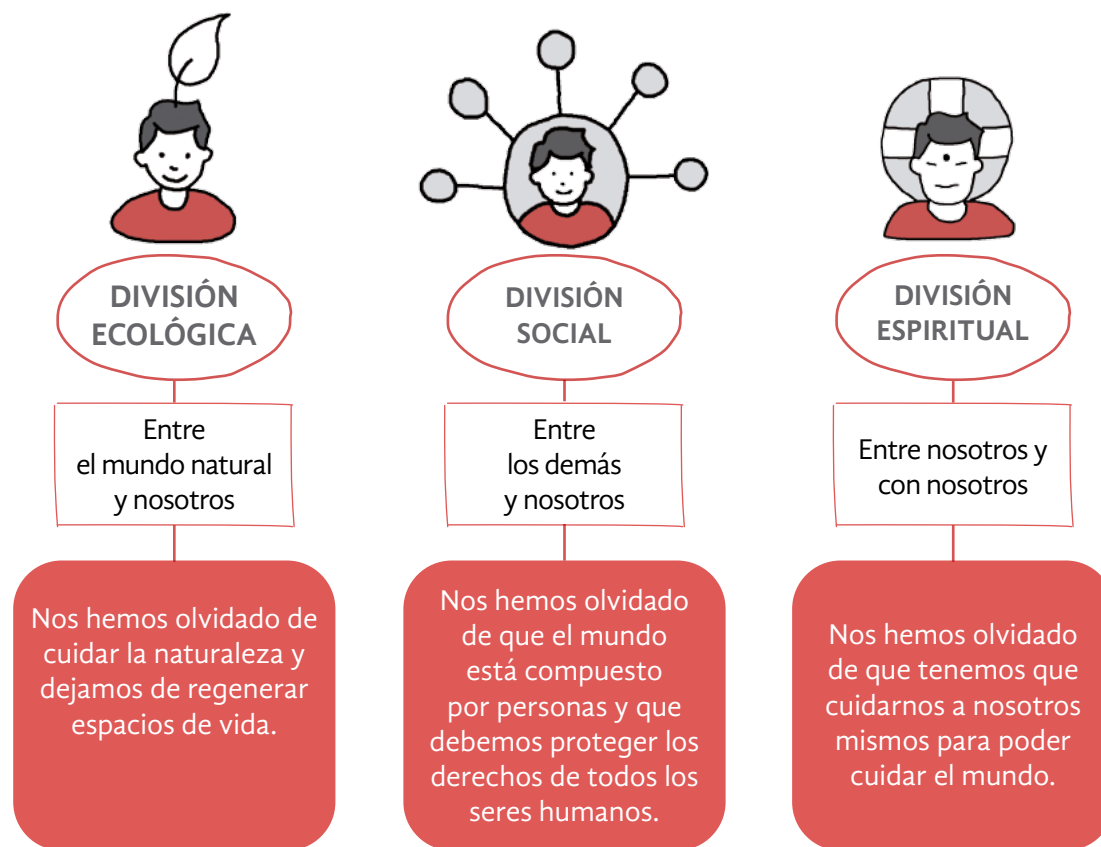 DIVISIÓN
ECOLÓGICA
Entre
el mundo natural
y nosotros
Nos hemos olvidado de
cuidar la naturaleza y
dejamos de regenerar
espacios de vida.
DIVISIÓN
SOCIAL
Entre
los demás
y nosotros
Nos hemos olvidado
de que el mundo
está compuesto
por personas y que
debemos proteger los
derechos de todos los
seres humanos.
DIVISIÓN
ESPIRITUAL
Entre nosotros y
con nosotros
Nos hemos olvidado
de que tenemos que
cuidarnos a nosotros
mismos para poder
cuidar el mundo.